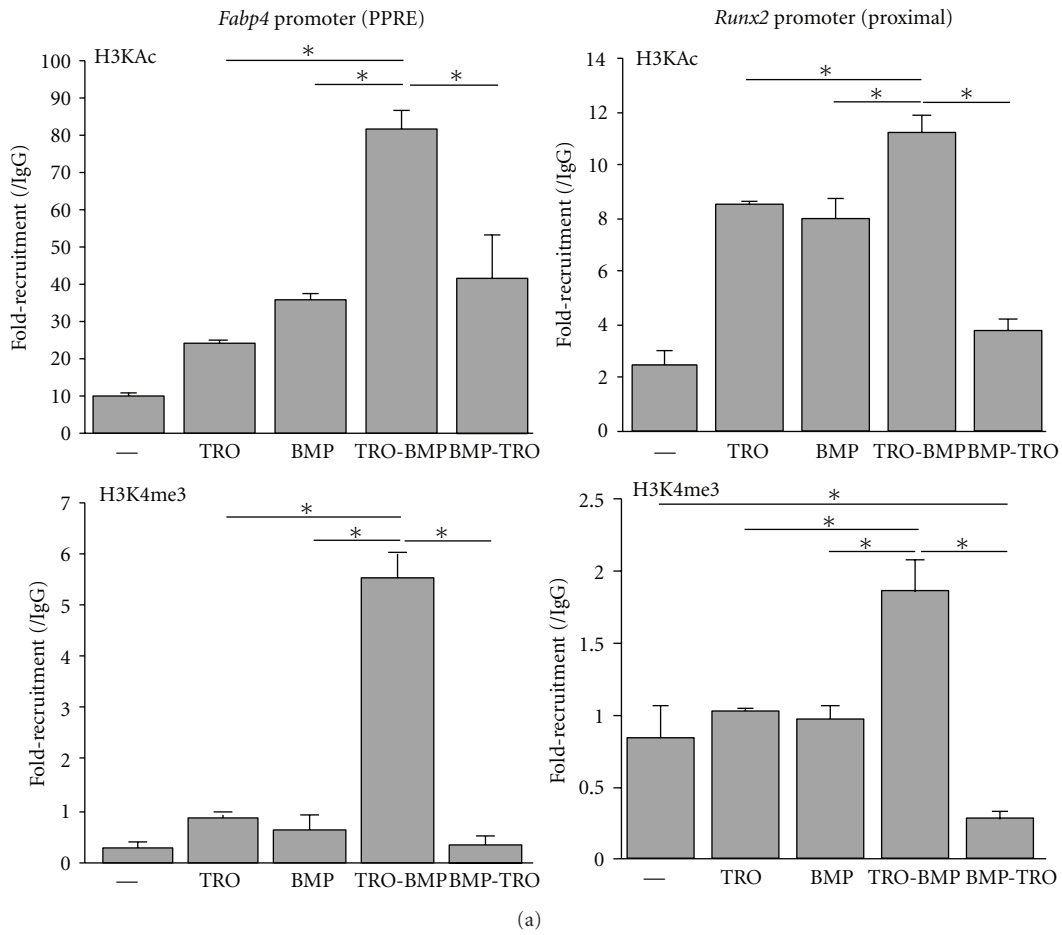 Fabp4 promoter (PPRE)
H3KAc
Fold-recruitment (/IgG)
100
90
80
70
60
50
40
30
20
10
0
* * *
— TRO BMP TRO-BMP BMP-TRO
Runx2 promoter (proximal)
H3KAc
Fold-recruitment (/IgG)
14
12
10
8
6
4
2
0
* * *
— TRO BMP TRO-BMP BMP-TRO
H3K4me3
Fold-recruitment (/IgG)
7
6
5
4
3
2
1
0
* * *
— TRO BMP TRO-BMP BMP-TRO
H3K4me3
Fold-recruitment (/IgG)
2.5
2
1.5
1
0.5
0
* * * *
— TRO BMP TRO-BMP BMP-TRO
(a)